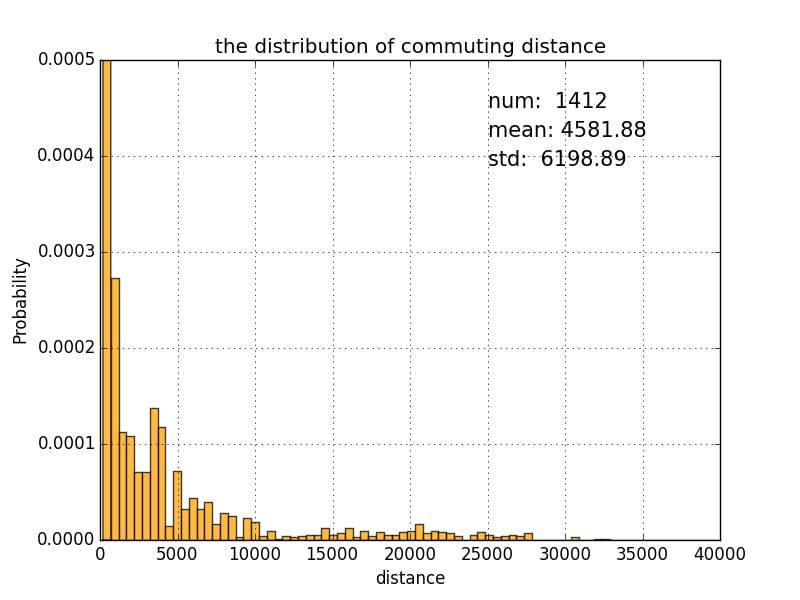 the distribution of commuting distance
num: 1412
mean: 4581.88
std: 6198.89
0.0005
0.0004
0.0003
0.0002
0.0001
0.0000
Probability
0 5000 10000 15000 20000 25000 30000 35000 40000
distance